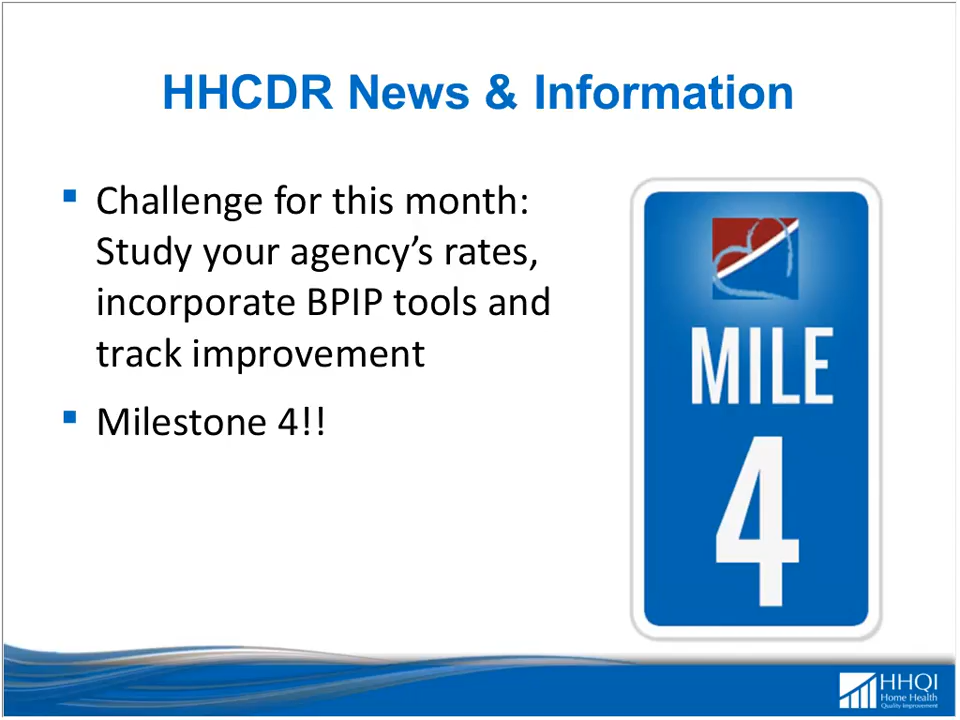 HHCDR News & Information
Challenge for this month:
Study your agency’s rates,
incorporate BPIP tools and
track improvement
Milestone 4!!
MILE
4
HHQI
Home Health
Quality Improvement